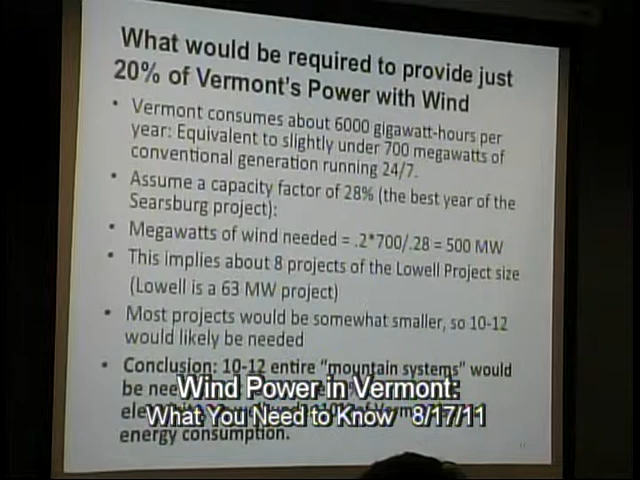 What would be required to provide just
20% of Vermont's Power with Wind
• Vermont consumes about 6000 gigawatt-hours per
year: Equivalent to slightly under 700 megawatts of
conventional generation running 24/7.
• Assume a capacity factor of 28% (the best year of the
Searsburg project):
• Megawatts of wind needed = .2*700/.28 = 500 MW
• This implies about 8 projects of the Lowell Project size
(Lowell is a 63 MW project)
• Most projects would be somewhat smaller, so 10-12
would likely be needed
• Conclusion: 10-12 entire "mountain systems" would
be
Wind Power in Vermont:
What You Need to Know 8/17/11
energy consumption.